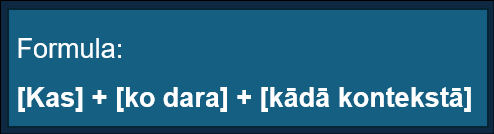 Formula:
[Kas] + [ko dara] + [kādā kontekstā]